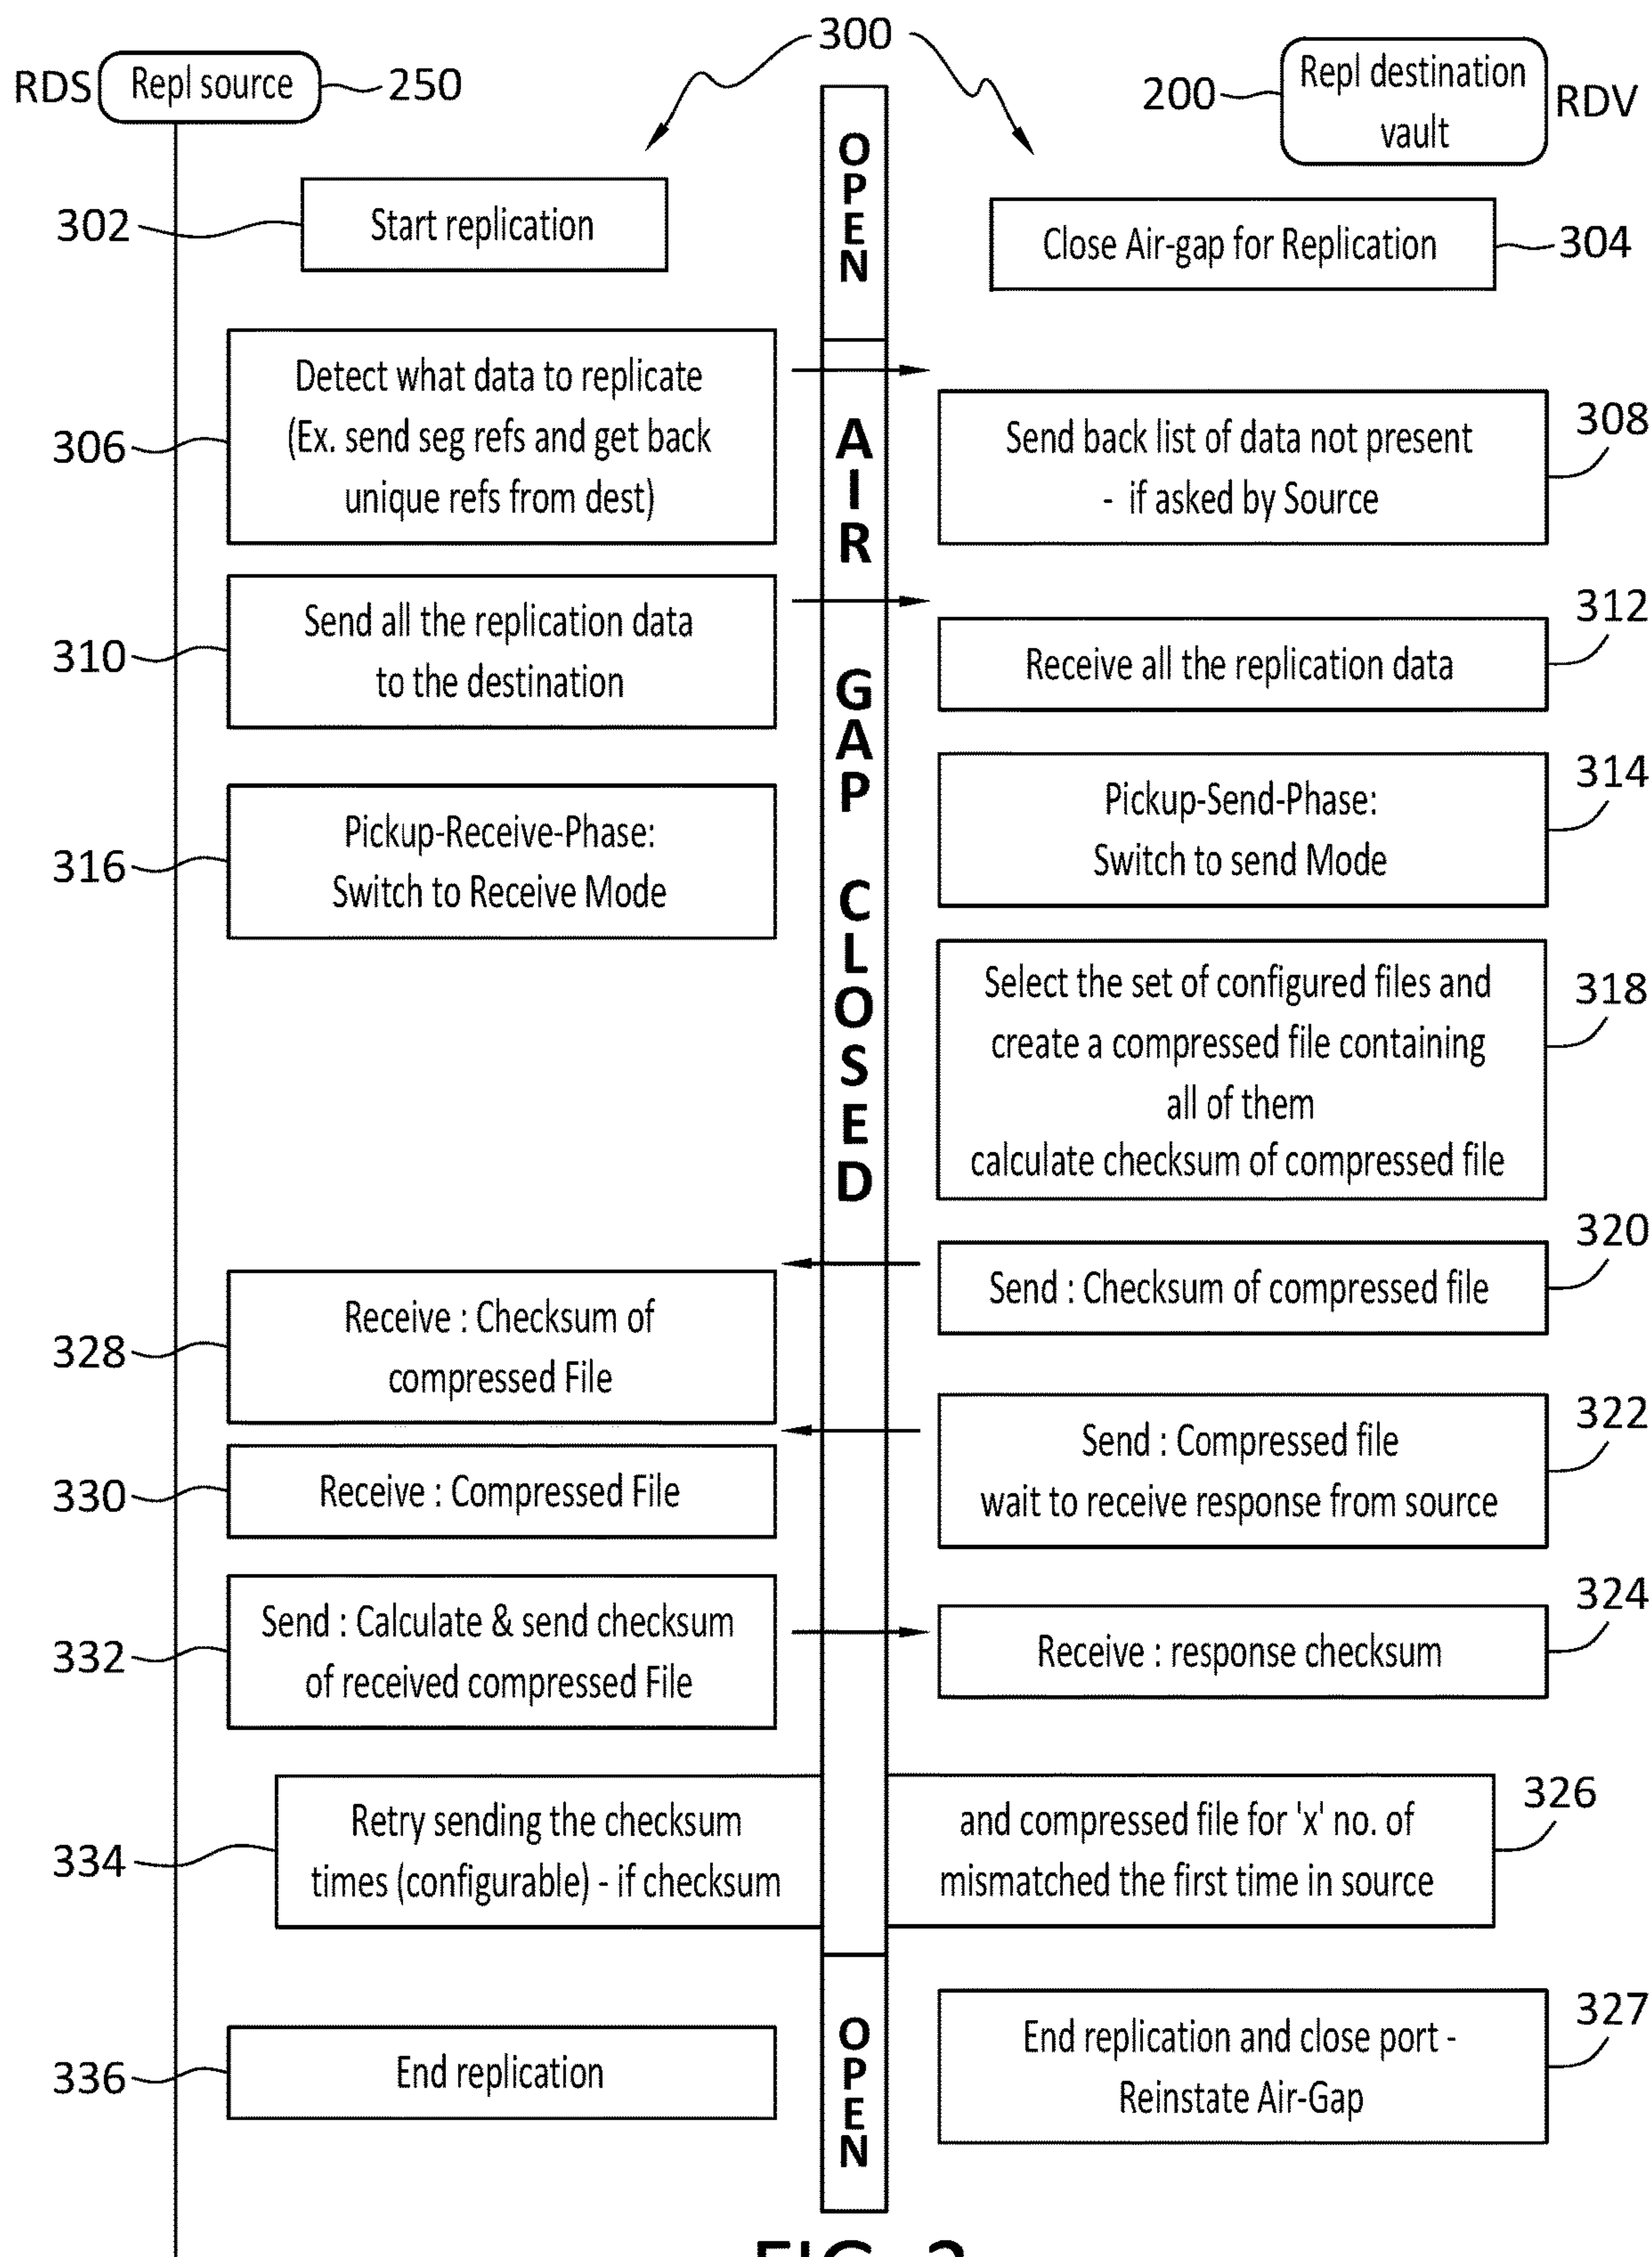 300
RDS
Repl source
250
200
Repl destination
vault
RDV
OPEN
302
Start replication
Close Air-gap for Replication
304
AIR GAP CLOSED
306
Detect what data to replicate
(Ex. send seg refs and get back
unique refs from dest)
Send back list of data not present
- if asked by Source
308
310
Send all the replication data
to the destination
Receive all the replication data
312
Pickup-Send-Phase:
Switch to send Mode
314
316
Pickup-Receive-Phase:
Switch to Receive Mode
Select the set of configured files and
create a compressed file containing
all of them
calculate checksum of compressed file
318
Send : Checksum of compressed file
320
328
Receive : Checksum of
compressed File
Send : Compressed file
wait to receive response from source
322
330
Receive : Compressed File
332
Send : Calculate & send checksum
of received compressed File
Receive : response checksum
324
334
Retry sending the checksum and compressed file for 'x' no. of
times (configurable) - if checksum mismatched the first time in source
326
OPEN
336
End replication
End replication and close port -
Reinstate Air-Gap
327